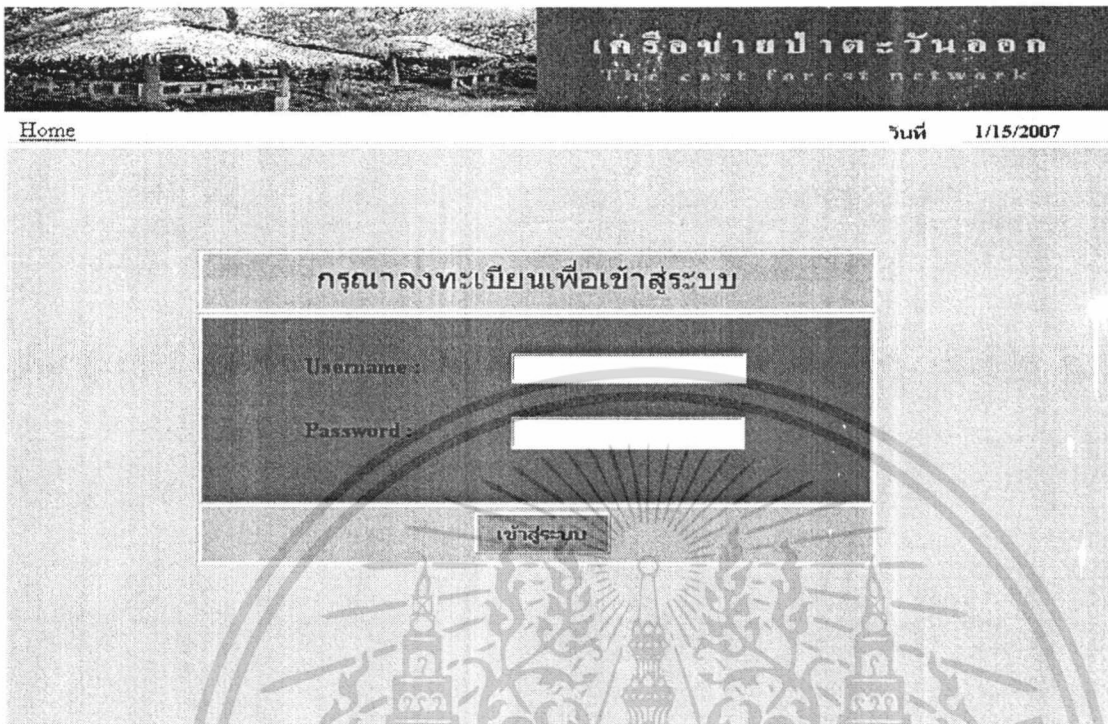 เครือข่ายป่าตะวันออก
The east forest network
Home วันที่ 1/15/2007
กรุณาลงทะเบียนเพื่อเข้าสู่ระบบ
Username :
Password :
เข้าสู่ระบบ